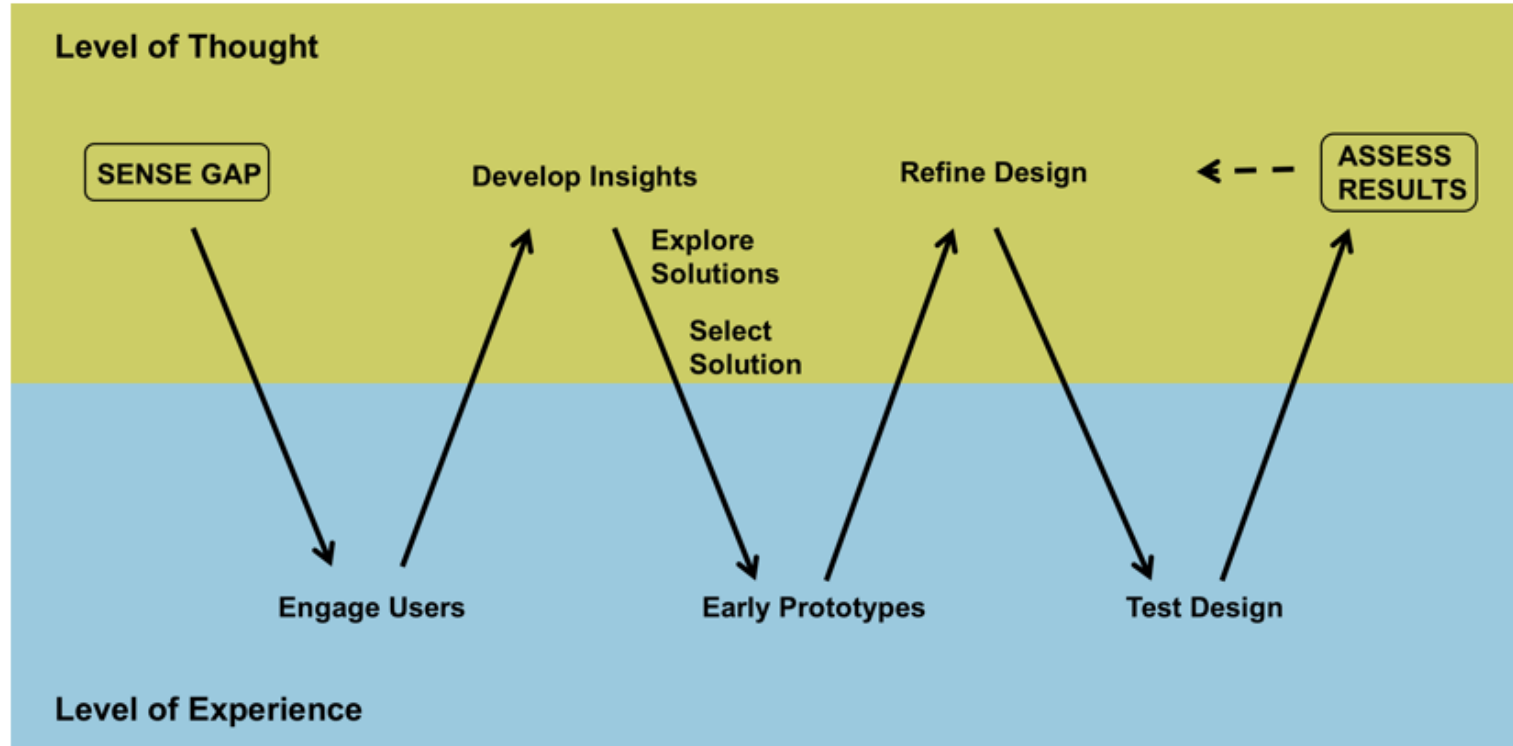 Level of Thought
SENSE GAP
Develop Insights
Refine Design
ASSESS
RESULTS
Explore
Solutions
Select
Solution
Engage Users
Early Prototypes
Test Design
Level of Experience